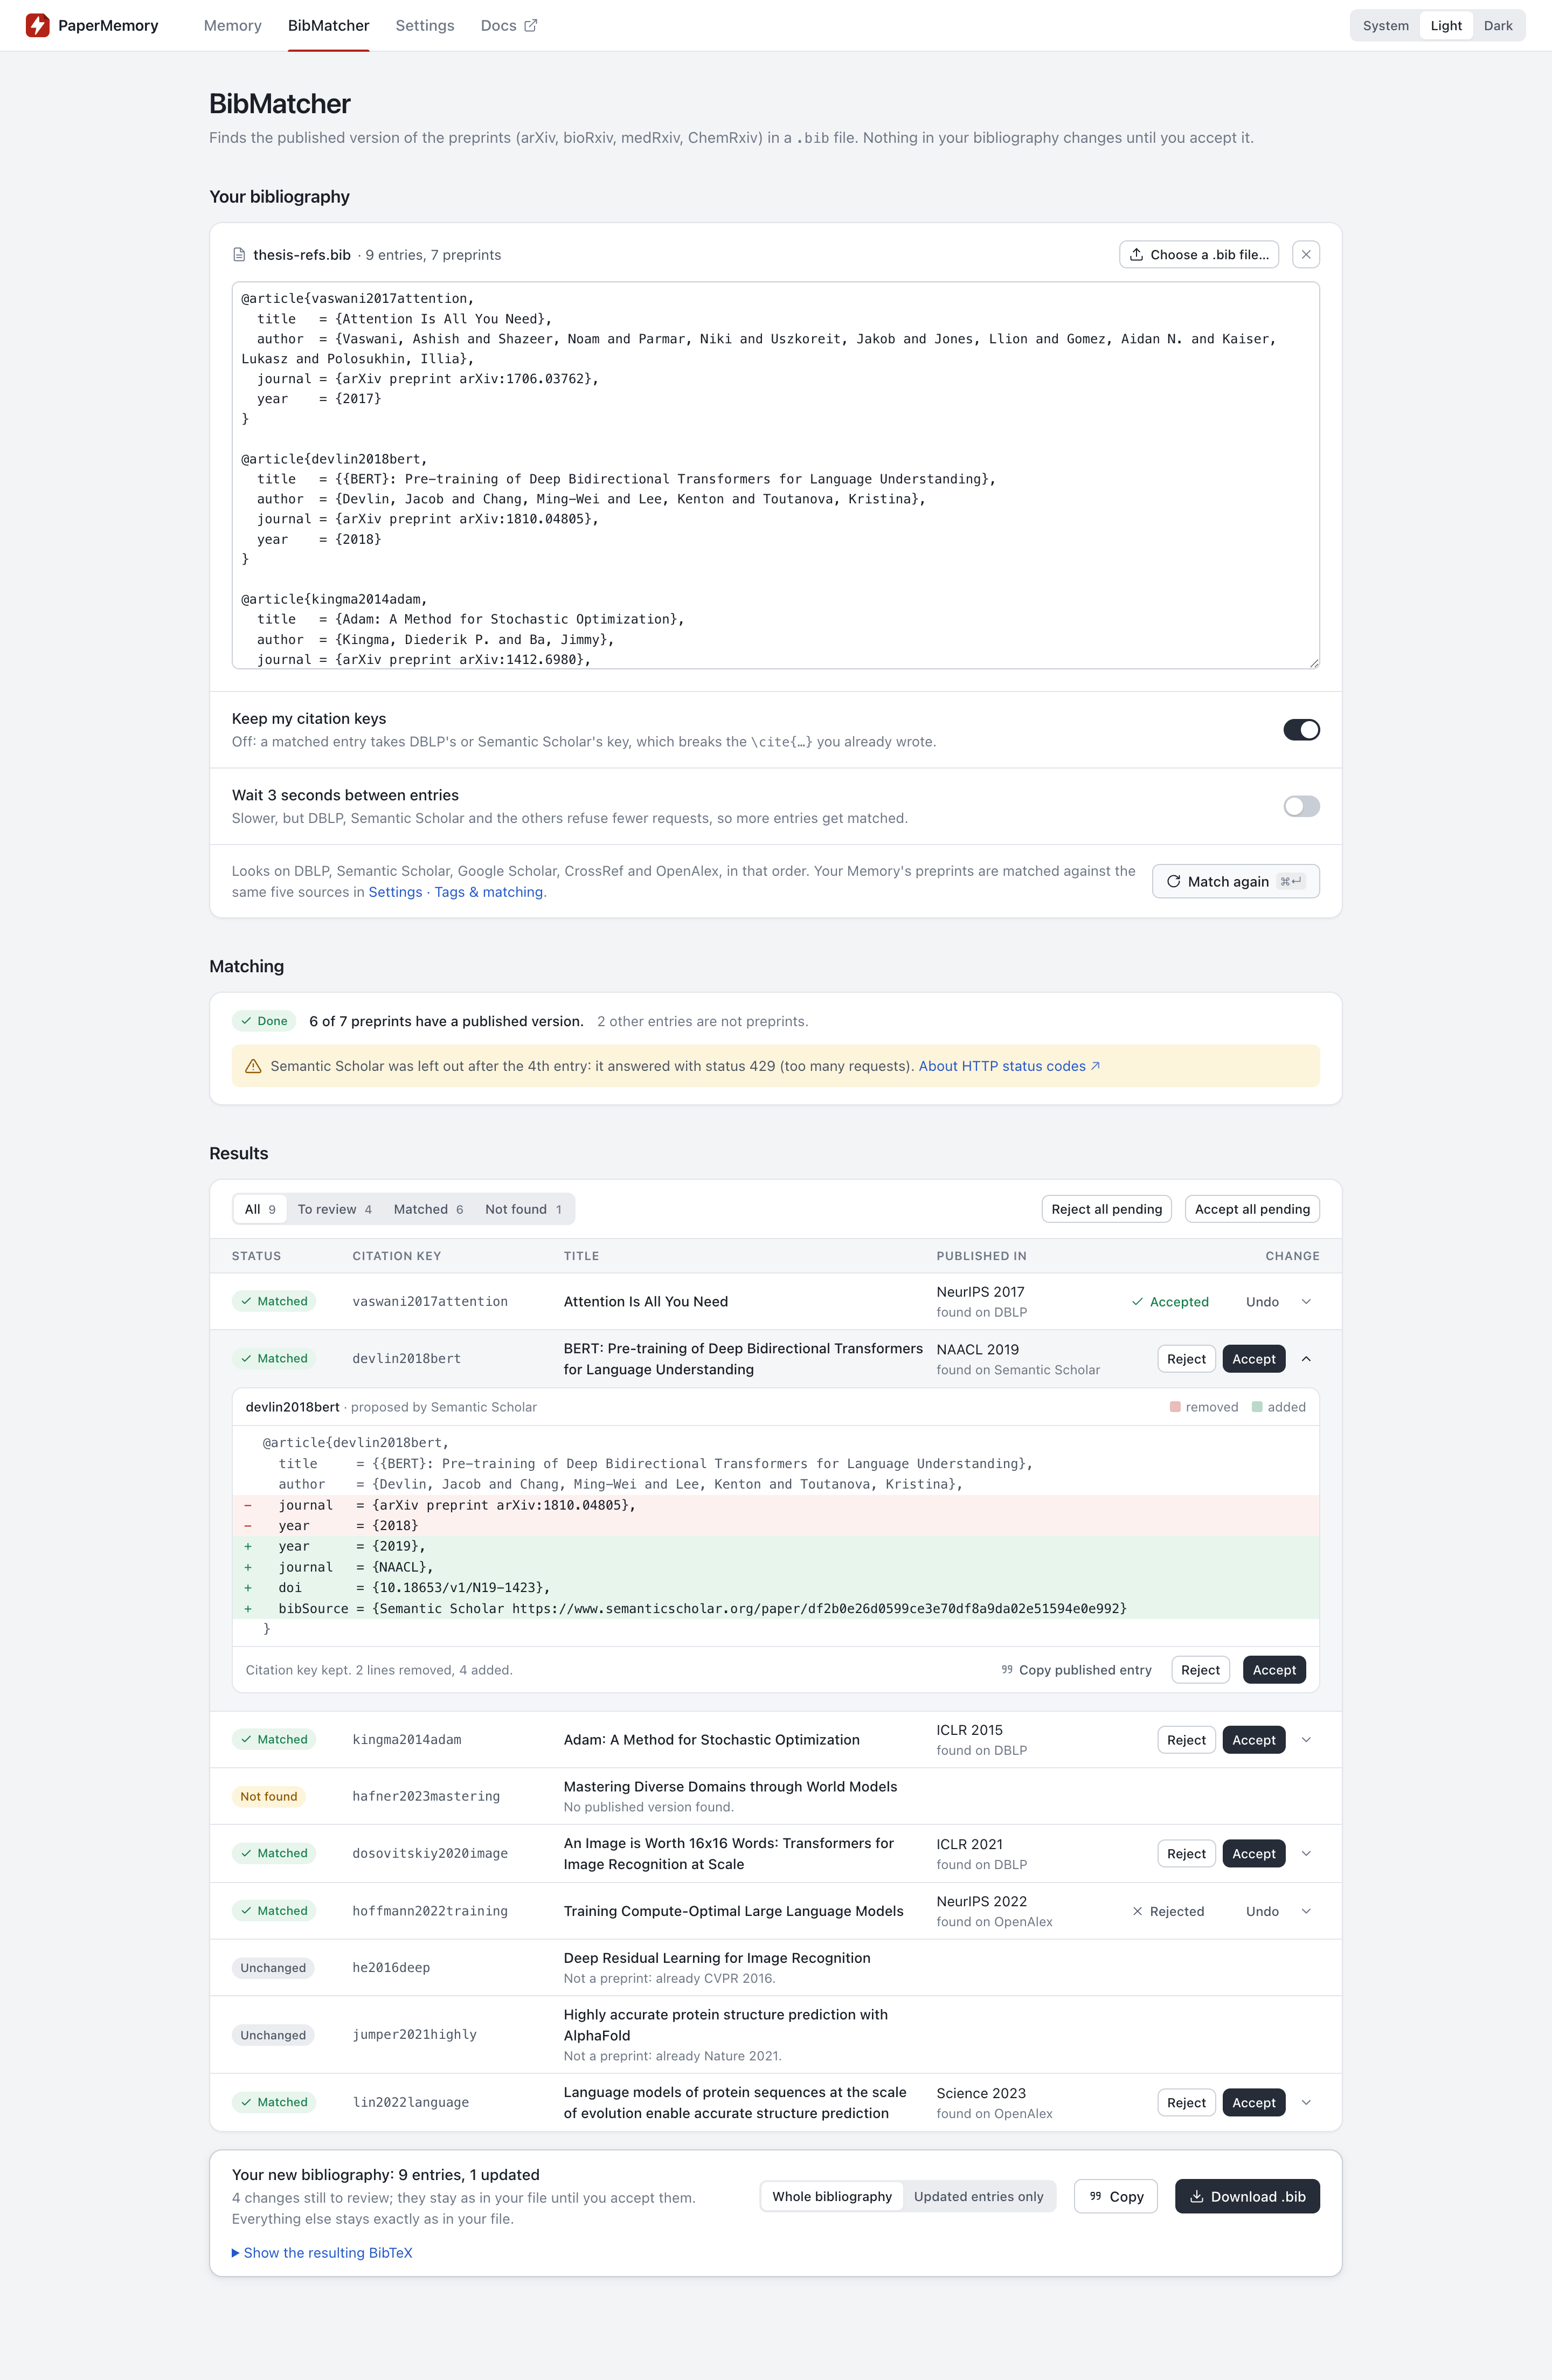 PaperMemory Memory BibMatcher Settings Docs System Light Dark
BibMatcher
Finds the published version of the preprints (arXiv, bioRxiv, medRxiv, ChemRxiv) in a .bib file. Nothing in your bibliography changes until you accept it.
Your bibliography
thesis-refs.bib · 9 entries, 7 preprints Choose a .bib file...
@article{vaswani2017attention,
title = {Attention Is All You Need},
author = {Vaswani, Ashish and Shazeer, Noam and Parmar, Niki and Uszkoreit, Jakob and Jones, Llion and Gomez, Aidan N. and Kaiser,
Lukasz and Polosukhin, Illia},
journal = {arXiv preprint arXiv:1706.03762},
year = {2017}
}
@article{devlin2018bert,
title = {{BERT}: Pre-training of Deep Bidirectional Transformers for Language Understanding},
author = {Devlin, Jacob and Chang, Ming-Wei and Lee, Kenton and Toutanova, Kristina},
journal = {arXiv preprint arXiv:1810.04805},
year = {2018}
}
@article{kingma2014adam,
title = {Adam: A Method for Stochastic Optimization},
author = {Kingma, Diederik P. and Ba, Jimmy},
journal = {arXiv preprint arXiv:1412.6980},
Keep my citation keys
Off: a matched entry takes DBLP's or Semantic Scholar's key, which breaks the \cite{…} you already wrote.
Wait 3 seconds between entries
Slower, but DBLP, Semantic Scholar and the others refuse fewer requests, so more entries get matched.
Looks on DBLP, Semantic Scholar, Google Scholar, CrossRef and OpenAlex, in that order. Your Memory's preprints are matched against the
same five sources in Settings · Tags & matching.
Match again ⌘↵
Matching
Done 6 of 7 preprints have a published version. 2 other entries are not preprints.
Semantic Scholar was left out after the 4th entry: it answered with status 429 (too many requests). About HTTP status codes ↗
Results
All 9 To review 4 Matched 6 Not found 1 Reject all pending Accept all pending
STATUS CITATION KEY TITLE PUBLISHED IN CHANGE
Matched vaswani2017attention Attention Is All You Need NeurIPS 2017
found on DBLP
Accepted Undo
Matched devlin2018bert BERT: Pre-training of Deep Bidirectional Transformers
for Language Understanding
NAACL 2019
found on Semantic Scholar
Reject Accept
devlin2018bert · proposed by Semantic Scholar removed added
@article{devlin2018bert,
title = {{BERT}: Pre-training of Deep Bidirectional Transformers for Language Understanding},
author = {Devlin, Jacob and Chang, Ming-Wei and Lee, Kenton and Toutanova, Kristina},
− journal = {arXiv preprint arXiv:1810.04805},
− year = {2018}
+ year = {2019},
+ journal = {NAACL},
+ doi = {10.18653/v1/N19-1423},
+ bibSource = {Semantic Scholar https://www.semanticscholar.org/paper/df2b0e26d0599ce3e70df8a9da02e51594e0e992}
}
Citation key kept. 2 lines removed, 4 added. Copy published entry Reject Accept
Matched kingma2014adam Adam: A Method for Stochastic Optimization ICLR 2015
found on DBLP
Reject Accept
Not found hafner2023mastering Mastering Diverse Domains through World Models
No published version found.
Matched dosovitskiy2020image An Image is Worth 16x16 Words: Transformers for
Image Recognition at Scale
ICLR 2021
found on DBLP
Reject Accept
Matched hoffmann2022training Training Compute-Optimal Large Language Models NeurIPS 2022
found on OpenAlex
Rejected Undo
Unchanged he2016deep Deep Residual Learning for Image Recognition
Not a preprint: already CVPR 2016.
Unchanged jumper2021highly Highly accurate protein structure prediction with
AlphaFold
Not a preprint: already Nature 2021.
Matched lin2022language Language models of protein sequences at the scale
of evolution enable accurate structure prediction
Science 2023
found on OpenAlex
Reject Accept
Your new bibliography: 9 entries, 1 updated
4 changes still to review; they stay as in your file until you accept them.
Everything else stays exactly as in your file.
Whole bibliography Updated entries only Copy Download .bib
Show the resulting BibTeX